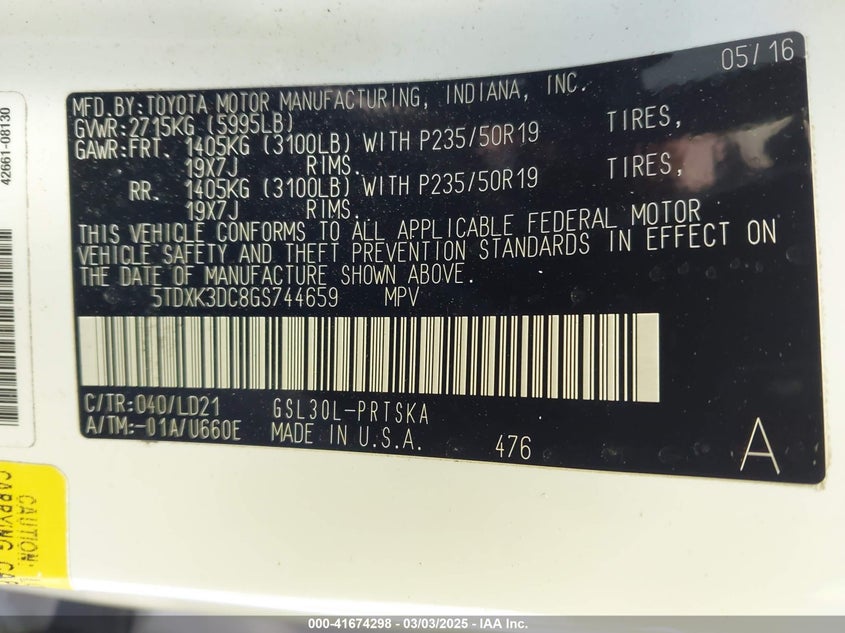 05/16
MFD.BY:TOYOTA MOTOR MANUFACTURING, INDIANA, INC.
GVWR:2715KG (5995LB)
GAWR:FRT. 1405KG (3100LB) WITH P235/50R19 TIRES,
19X7J RIMS.
RR. 1405KG (3100LB) WITH P235/50R19 TIRES,
19X7J RIMS.
THIS VEHICLE CONFORMS TO ALL APPLICABLE FEDERAL MOTOR
VEHICLE SAFETY AND THEFT PREVENTION STANDARDS IN EFFECT ON
THE DATE OF MANUFACTURE SHOWN ABOVE.
5TDXK3DC8GS744659 MPV
C/TR:040/LD21 GSL30L-PRTSKA
A/TM:-01A/U660E MADE IN U.S.A. 476 A
42661-08130
CAUTION:
CARRYING
000-41674298 - 03/03/2025 - IAA Inc.